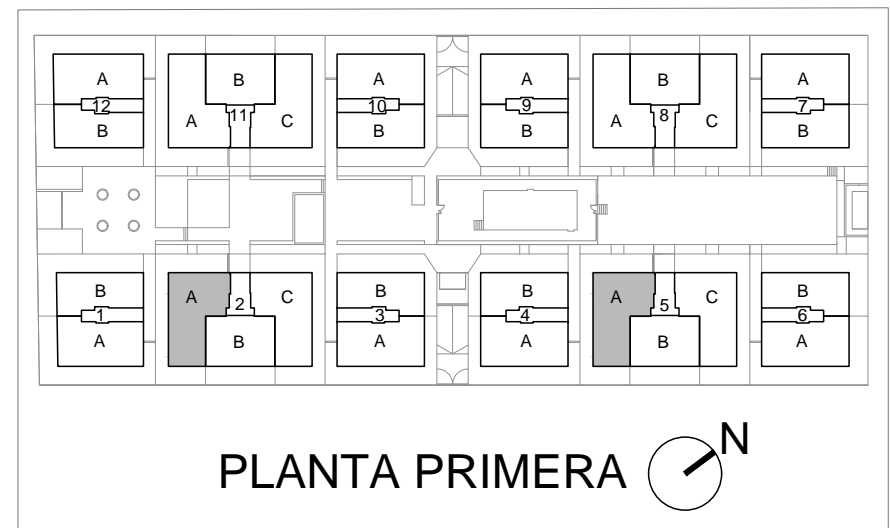 A B A A B A
12 11 10 9 8 7
B A C B B A C B
B A C B B A C B
1 2 3 4 5 6
A B A A B A
PLANTA PRIMERA N